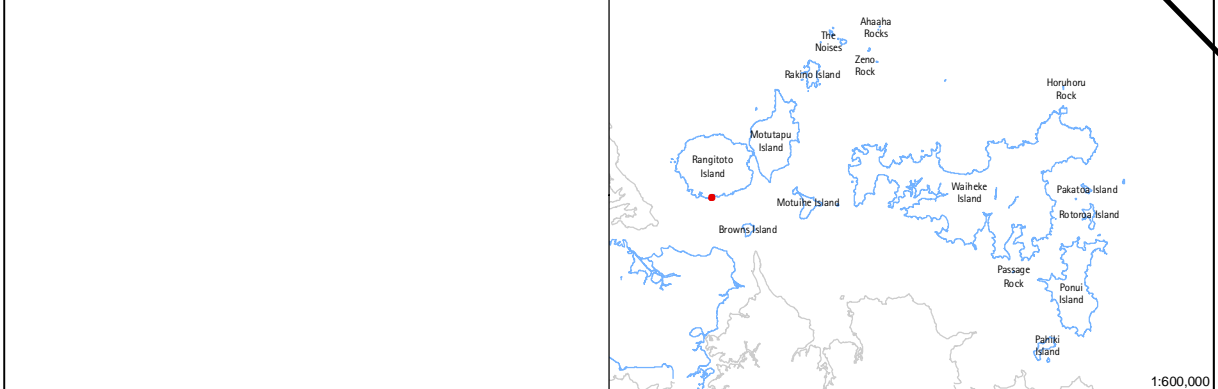 Ahaaha
Rocks
The
Noises
Zeno
Rock
Rakino Island
Horuhoru
Rock
Motutapu
Island
Rangitoto
Island
Waiheke
Island
Pakatoa Island
Motuihe Island
Rotoroa Island
Browns Island
Passage
Rock
Ponui
Island
Pahiki
Island
1:600,000